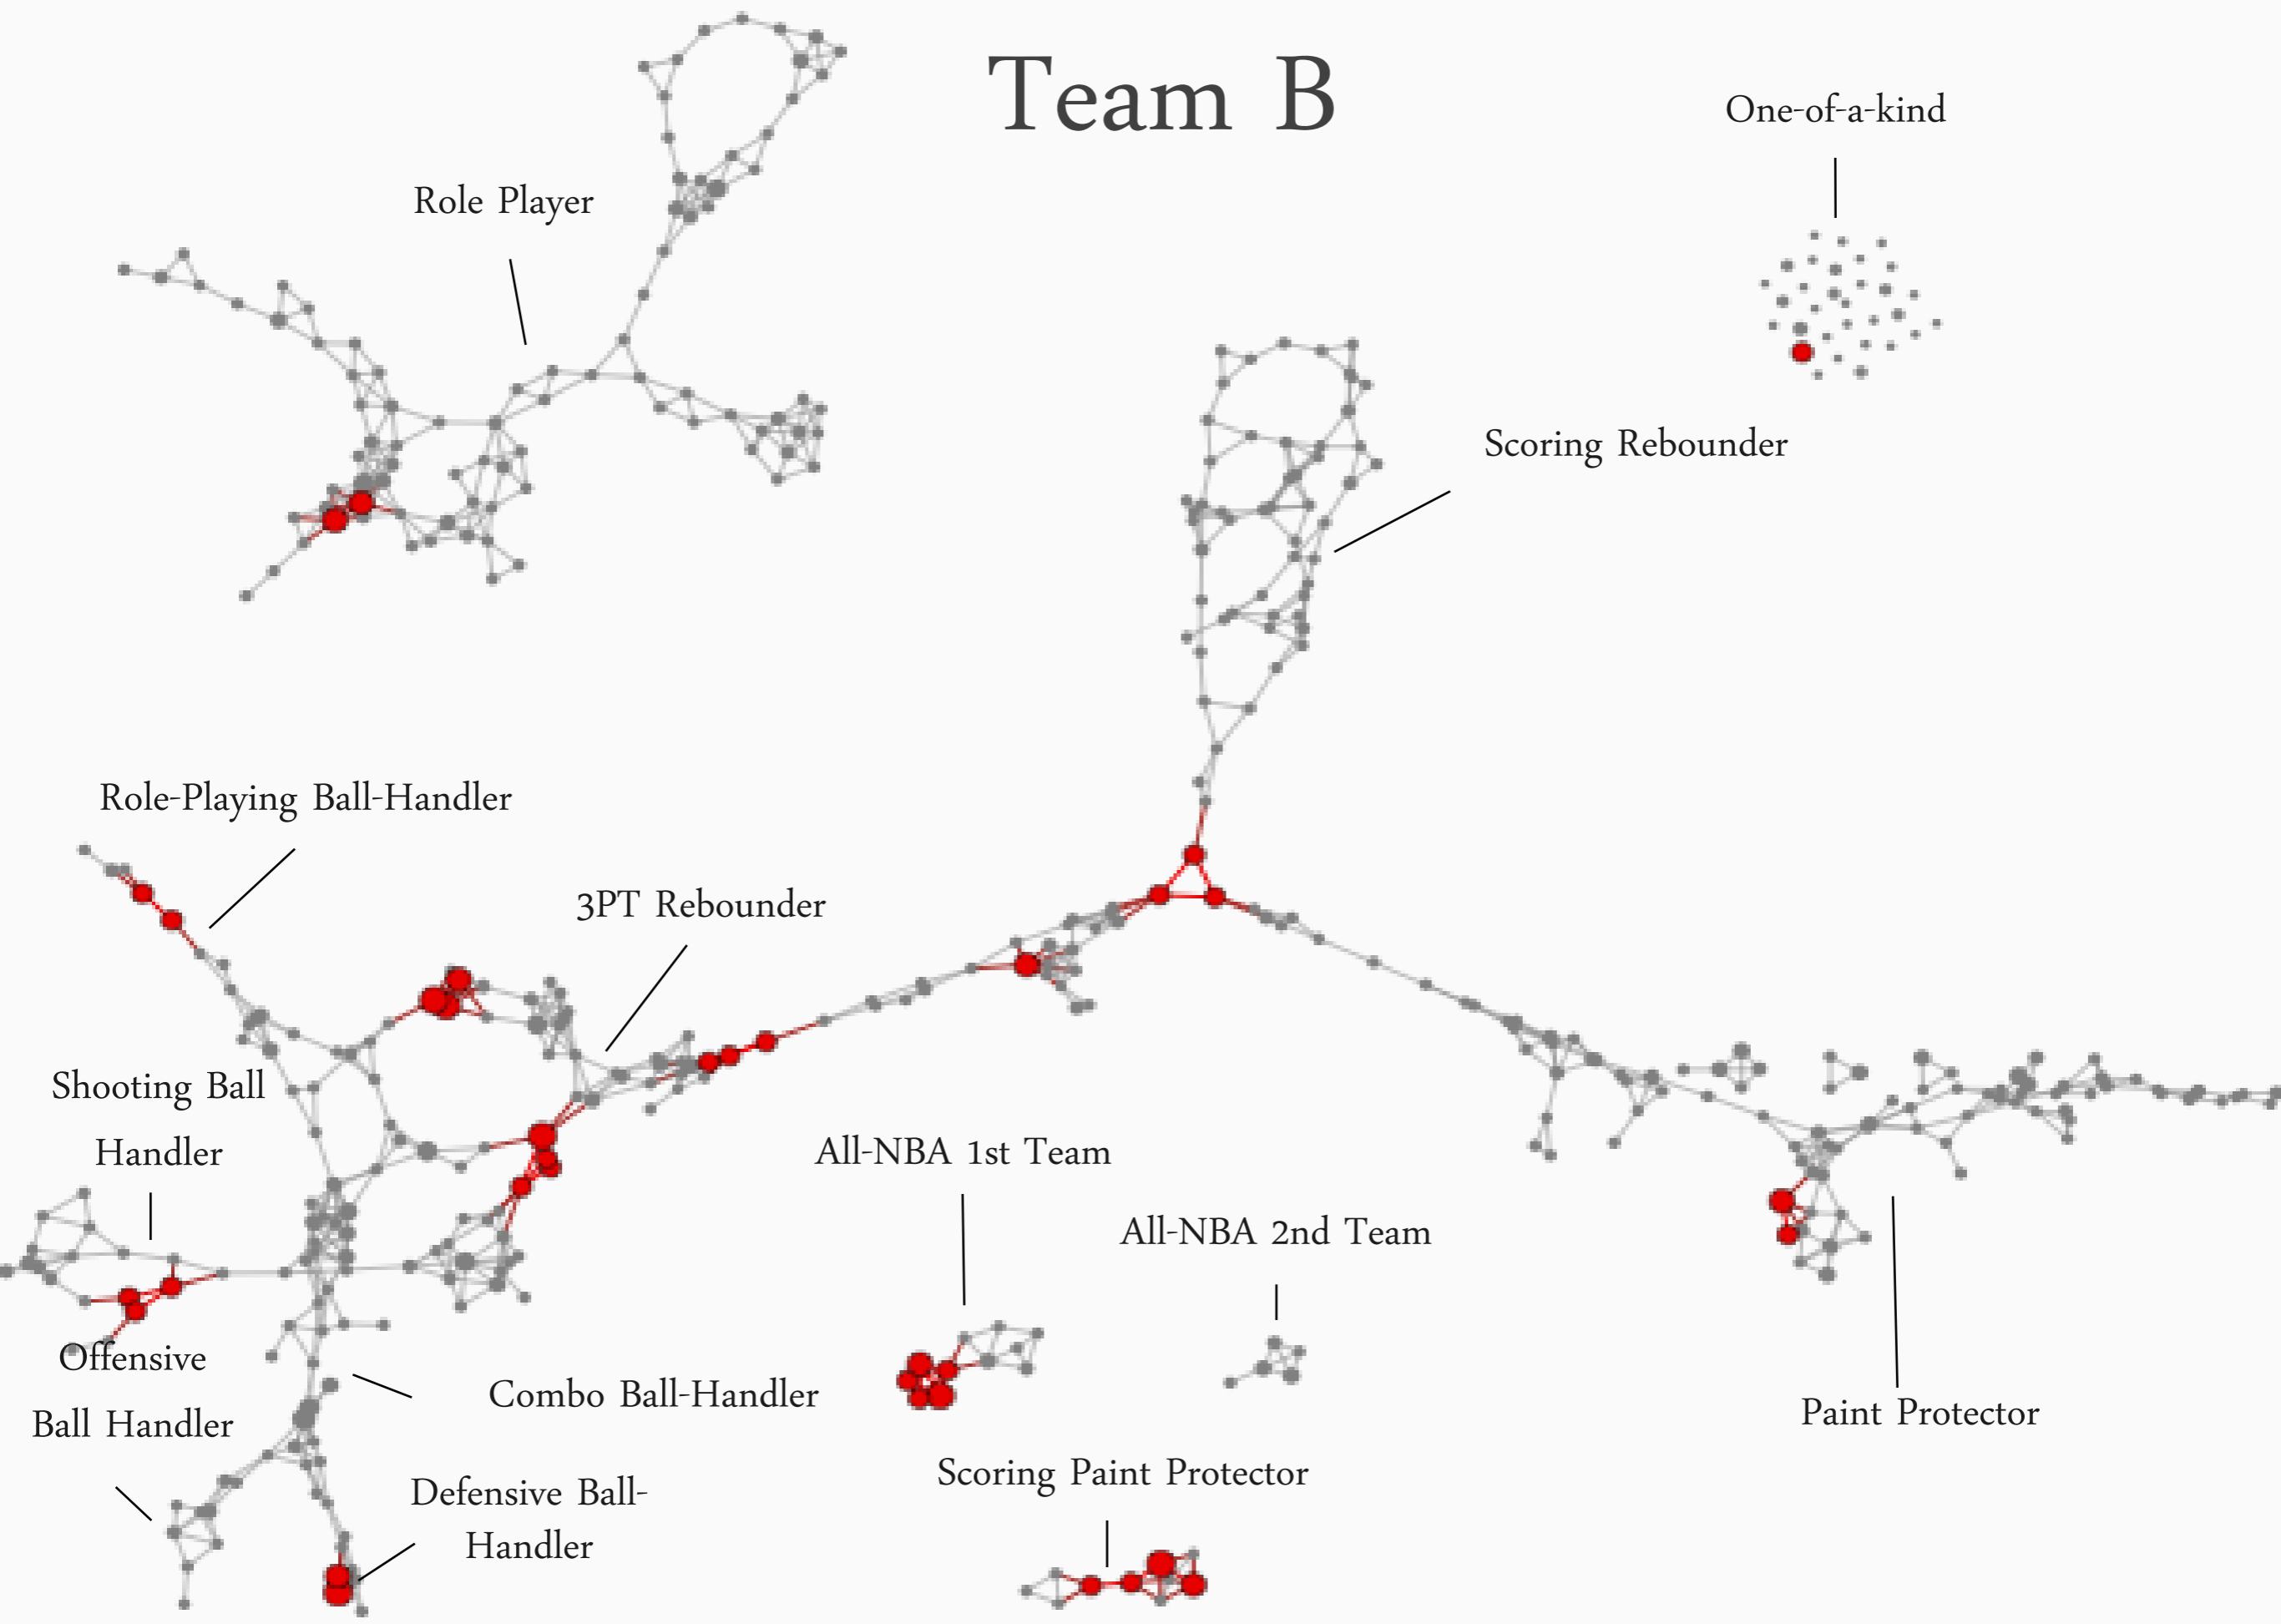 Team B
One-of-a-kind
Role Player
Scoring Rebounder
Role-Playing Ball-Handler
3PT Rebounder
Shooting Ball
Handler
All-NBA 1st Team
All-NBA 2nd Team
Offensive
Ball Handler
Combo Ball-Handler
Paint Protector
Scoring Paint Protector
Defensive Ball-
Handler